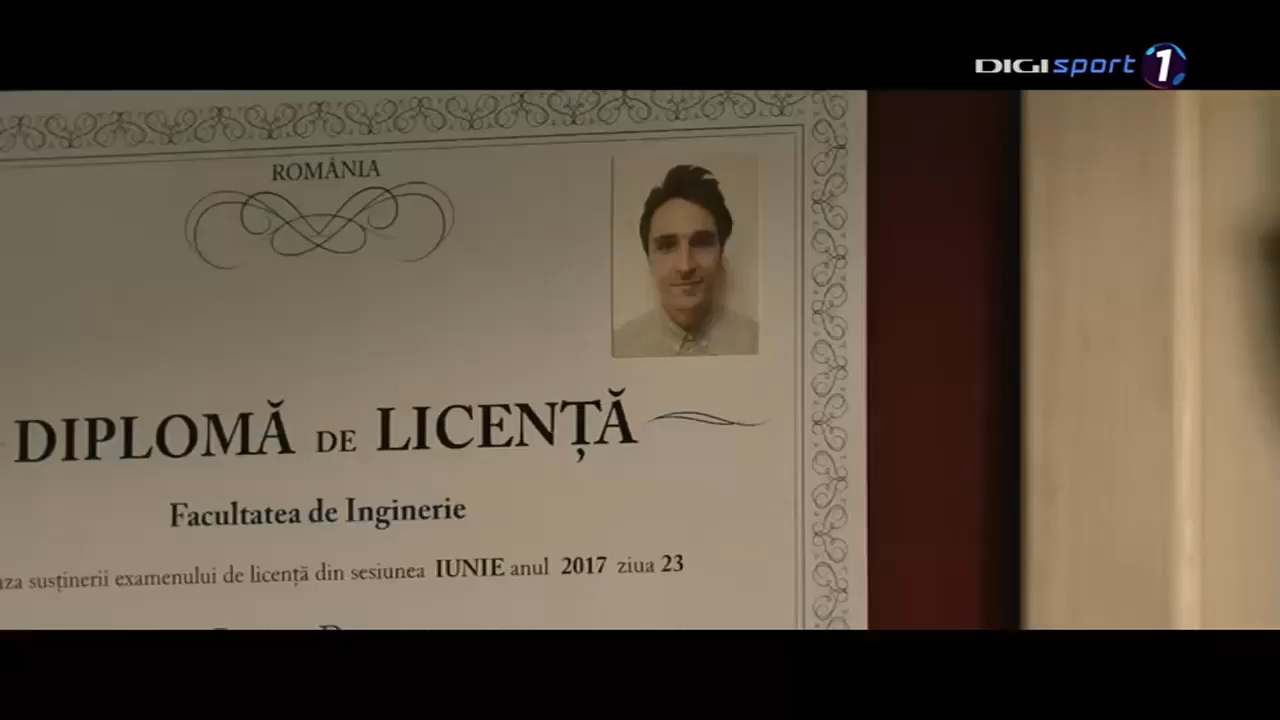 DIGI sport 1
ROMÂNIA
DIPLOMĂ DE LICENȚĂ
Facultatea de Inginerie
susținerii examenului de licență din sesiunea IUNIE anul 2017 ziua 23